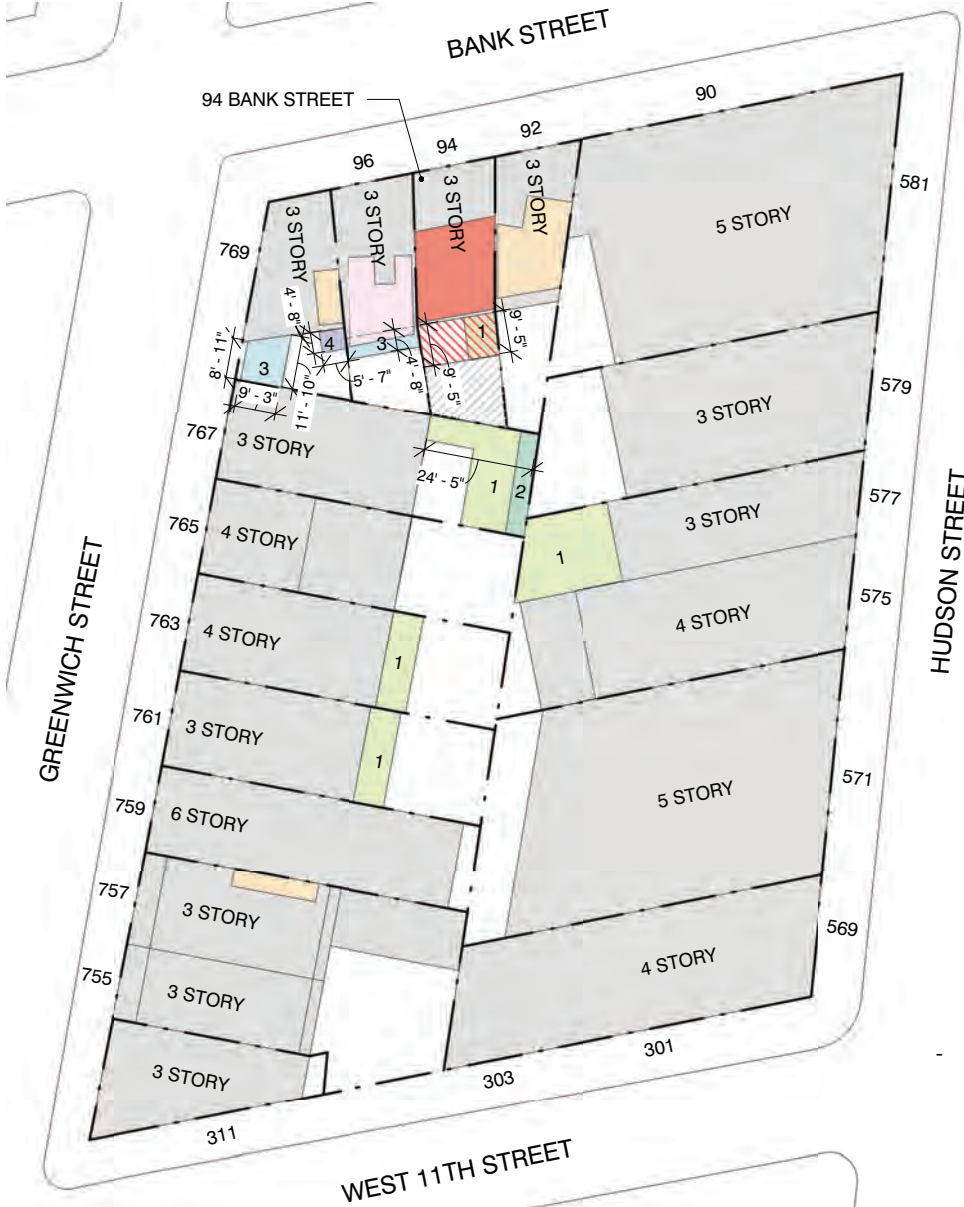 BANK STREET
94 BANK STREET
90
92
94
96
581
3 STORY
3 STORY
3 STORY
3 STORY
5 STORY
769
4' - 8"
8' - 11"
3
4
3
1
9' - 5"
9' - 3"
11' - 10"
5' - 7"
4' - 8"
9' - 5"
579
3 STORY
767
3 STORY
24' - 5"
1
2
577
3 STORY
765
4 STORY
1
575
4 STORY
763
4 STORY
1
HUDSON STREET
GREENWICH STREET
761
3 STORY
1
571
5 STORY
759
6 STORY
757
3 STORY
569
4 STORY
755
3 STORY
3 STORY
301
303
311
-
WEST 11TH STREET